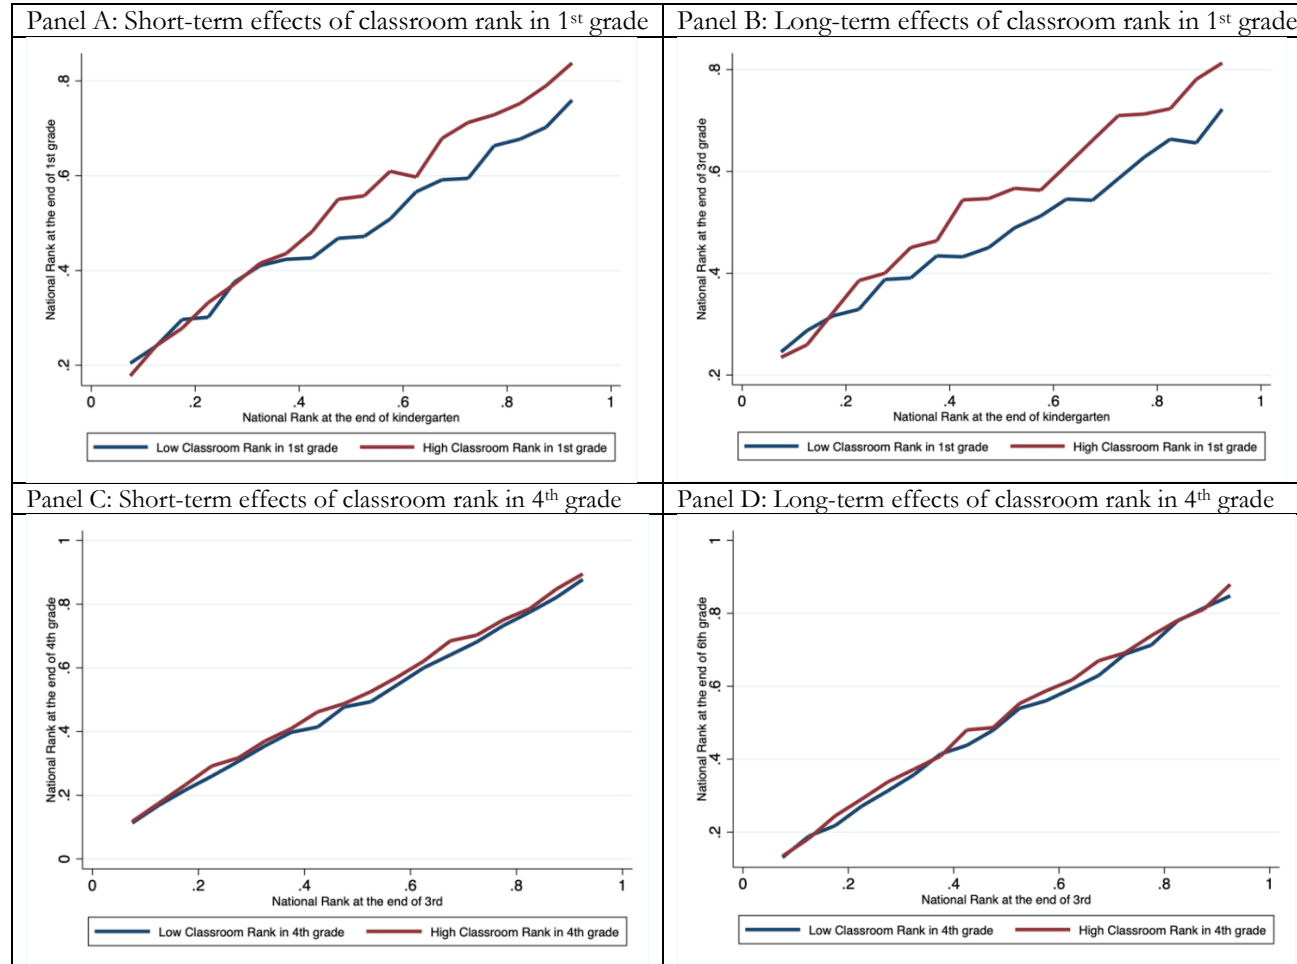 Panel A: Short-term effects of classroom rank in 1st grade
National Rank at the end of 1st grade
.8
.6
.4
.2
0 .2 .4 .6 .8 1
National Rank at the end of kindergarten
Low Classroom Rank in 1st grade High Classroom Rank in 1st grade
Panel B: Long-term effects of classroom rank in 1st grade
National Rank at the end of 3rd grade
.8
.6
.4
.2
0 .2 .4 .6 .8 1
National Rank at the end of kindergarten
Low Classroom Rank in 1st grade High Classroom Rank in 1st grade
Panel C: Short-term effects of classroom rank in 4th grade
National Rank at the end of 4th grade
1
.8
.6
.4
.2
0
0 .2 .4 .6 .8 1
National Rank at the end of 3rd
Low Classroom Rank in 4th grade High Classroom Rank in 4th grade
Panel D: Long-term effects of classroom rank in 4th grade
National Rank at the end of 6th grade
1
.8
.6
.4
.2
0 .2 .4 .6 .8 1
National Rank at the end of 3rd
Low Classroom Rank in 4th grade High Classroom Rank in 4th grade